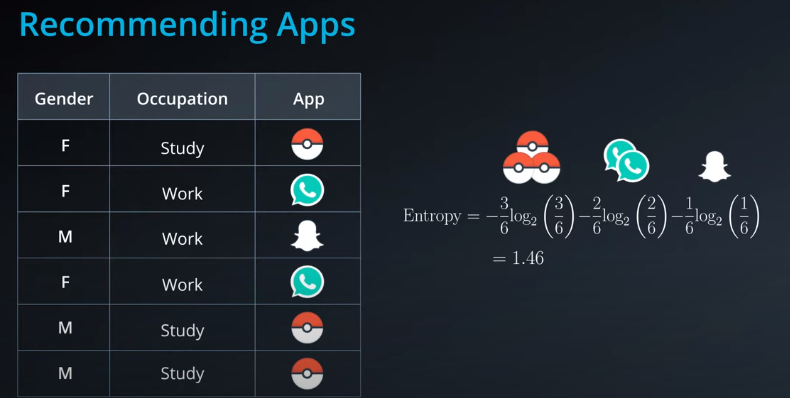 Recommending Apps
Gender Occupation App
F Study
F Work
M Work
F Work
M Study
M Study
Entropy = −3/6 log₂ (3/6) − 2/6 log₂ (2/6) − 1/6 log₂ (1/6)
= 1.46